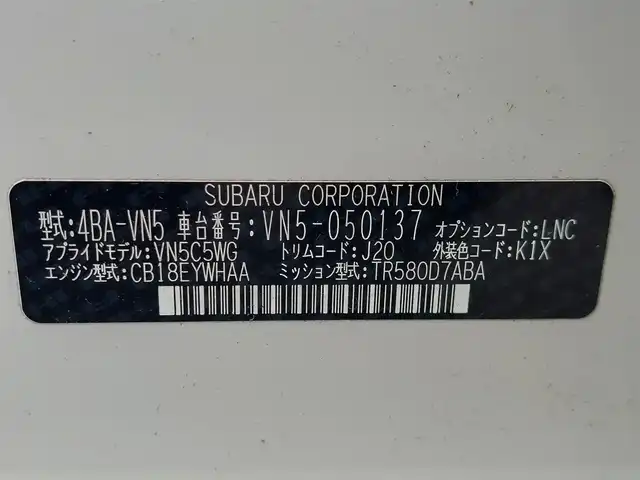 SUBARU CORPORATION
型式:4BA-VN5 車台番号:VN5-050137 オプションコード:LNC
アプライドモデル:VN5C5WG トリムコード:J20 外装色コード:K1X
エンジン型式:CB18EYWHAA ミッション型式:TR580D7ABA